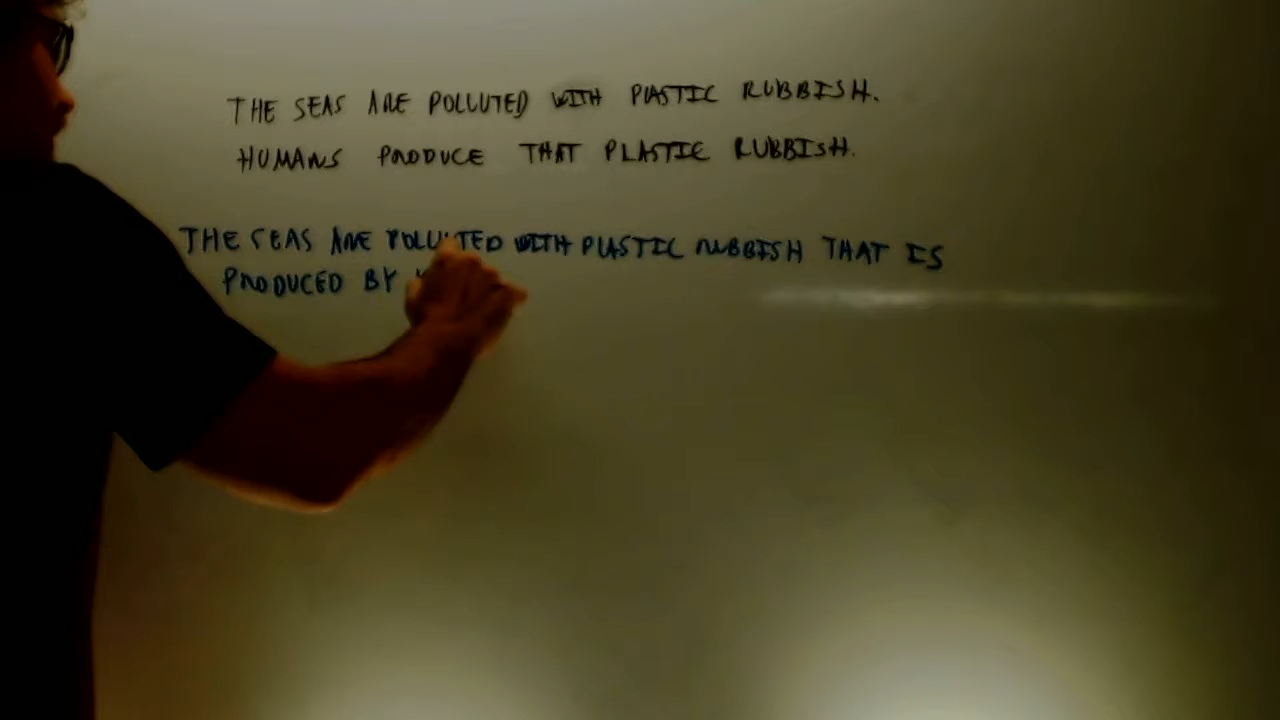 THE SEAS ARE POLLUTED WITH PLASTIC RUBBISH.
HUMANS PRODUCE THAT PLASTIC RUBBISH.
THE SEAS ARE POLLUTED WITH PLASTIC RUBBISH THAT IS
PRODUCED BY